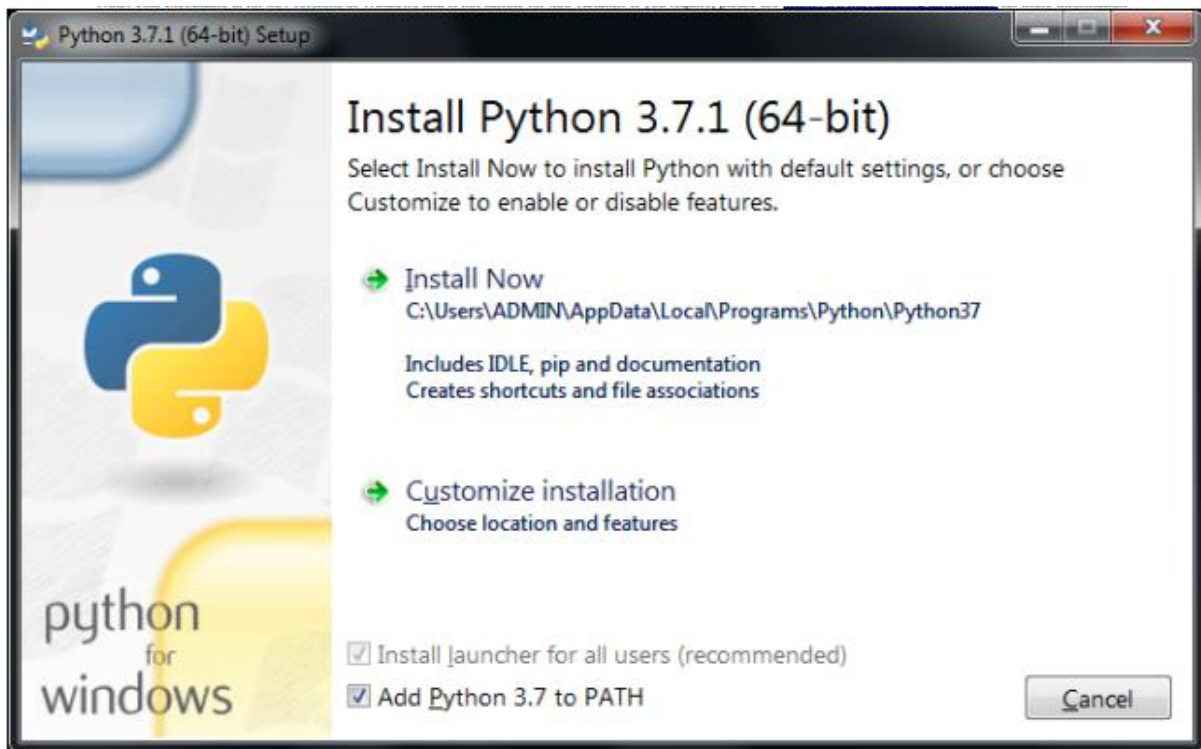 Python 3.7.1 (64-bit) Setup
Install Python 3.7.1 (64-bit)
Select Install Now to install Python with default settings, or choose
Customize to enable or disable features.
Install Now
C:\Users\ADMIN\AppData\Local\Programs\Python\Python37
Includes IDLE, pip and documentation
Creates shortcuts and file associations
Customize installation
Choose location and features
python
for
windows
Install launcher for all users (recommended)
Add Python 3.7 to PATH
Cancel